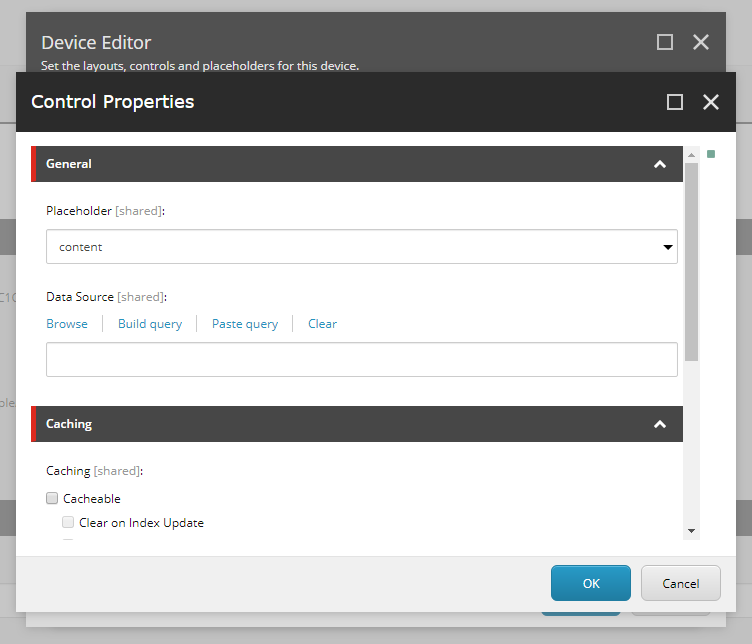 Device Editor
Set the layouts, controls and placeholders for this device.
Control Properties
General
Placeholder [shared]:
content
Data Source [shared]:
Browse Build query Paste query Clear
Caching
Caching [shared]:
Cacheable
Clear on Index Update
OK Cancel